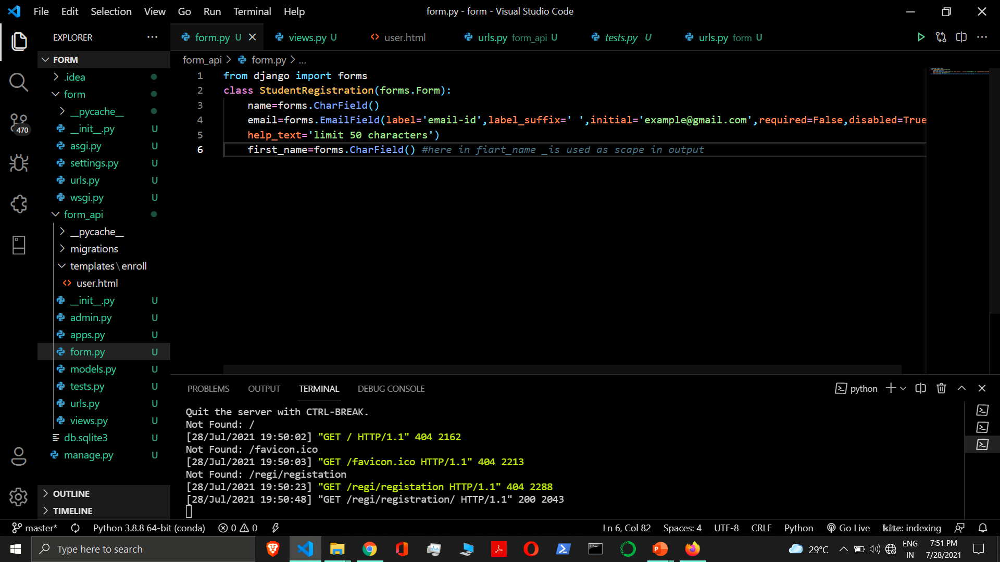 File Edit Selection View Go Run Terminal Help
form.py - form - Visual Studio Code
EXPLORER
form.py U
views.py U
user.html
urls.py form_api U
tests.py U
urls.py form U
FORM
.idea
form
__pycache__
__init__.py U
asgi.py U
settings.py U
urls.py U
wsgi.py U
form_api
__pycache__
migrations
templates\enroll
user.html
__init__.py U
admin.py U
apps.py U
form.py U
models.py U
tests.py U
urls.py U
views.py U
db.sqlite3 U
manage.py U
OUTLINE
TIMELINE
470
form_api > form.py > ...
1 from django import forms
2 class StudentRegistration(forms.Form):
3 name=forms.CharField()
4 email=forms.EmailField(label='email-id',label_suffix=' ',initial='example@gmail.com',required=False,disabled=True
5 help_text='limit 50 characters')
6 first_name=forms.CharField() #here in fiart_name _is used as scape in output
PROBLEMS OUTPUT TERMINAL DEBUG CONSOLE
python
Quit the server with CTRL-BREAK.
Not Found: /
[28/Jul/2021 19:50:02] "GET / HTTP/1.1" 404 2162
Not Found: /favicon.ico
[28/Jul/2021 19:50:03] "GET /favicon.ico HTTP/1.1" 404 2213
Not Found: /regi/registation
[28/Jul/2021 19:50:23] "GET /regi/registation HTTP/1.1" 404 2288
[28/Jul/2021 19:50:48] "GET /regi/registration/ HTTP/1.1" 200 2043
master* Python 3.8.8 64-bit (conda) 0 0
Ln 6, Col 82 Spaces: 4 UTF-8 CRLF Python Go Live kite: indexing
Type here to search
29°C
ENG
IN
7:51 PM
7/28/2021